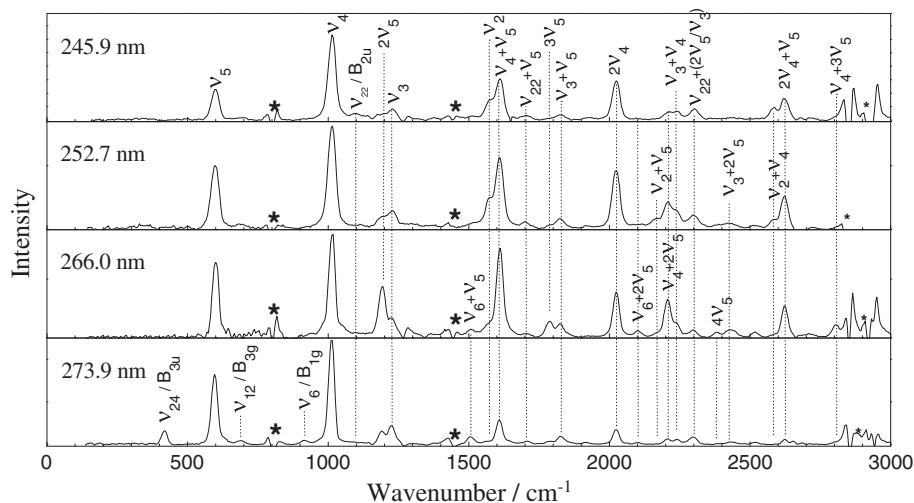 245.9 nm
ν5
ν4
ν22 / B2u
2ν5
ν3
ν2
ν4+ν5
ν22+ν5
3ν5
ν3+ν5
2ν4
ν3+ν4
ν22+(2ν5/ν3)
2ν4+ν5
ν4+3ν5
*
*
*
252.7 nm
ν2+ν5
ν3+2ν5
ν2+ν4
*
*
*
266.0 nm
ν6+ν5
ν6+2ν5
ν4+2ν5
4ν5
*
*
*
273.9 nm
ν24 / B3u
ν12 / B3g
ν6 / B1g
*
*
*
Intensity
0 500 1000 1500 2000 2500 3000
Wavenumber / cm-1